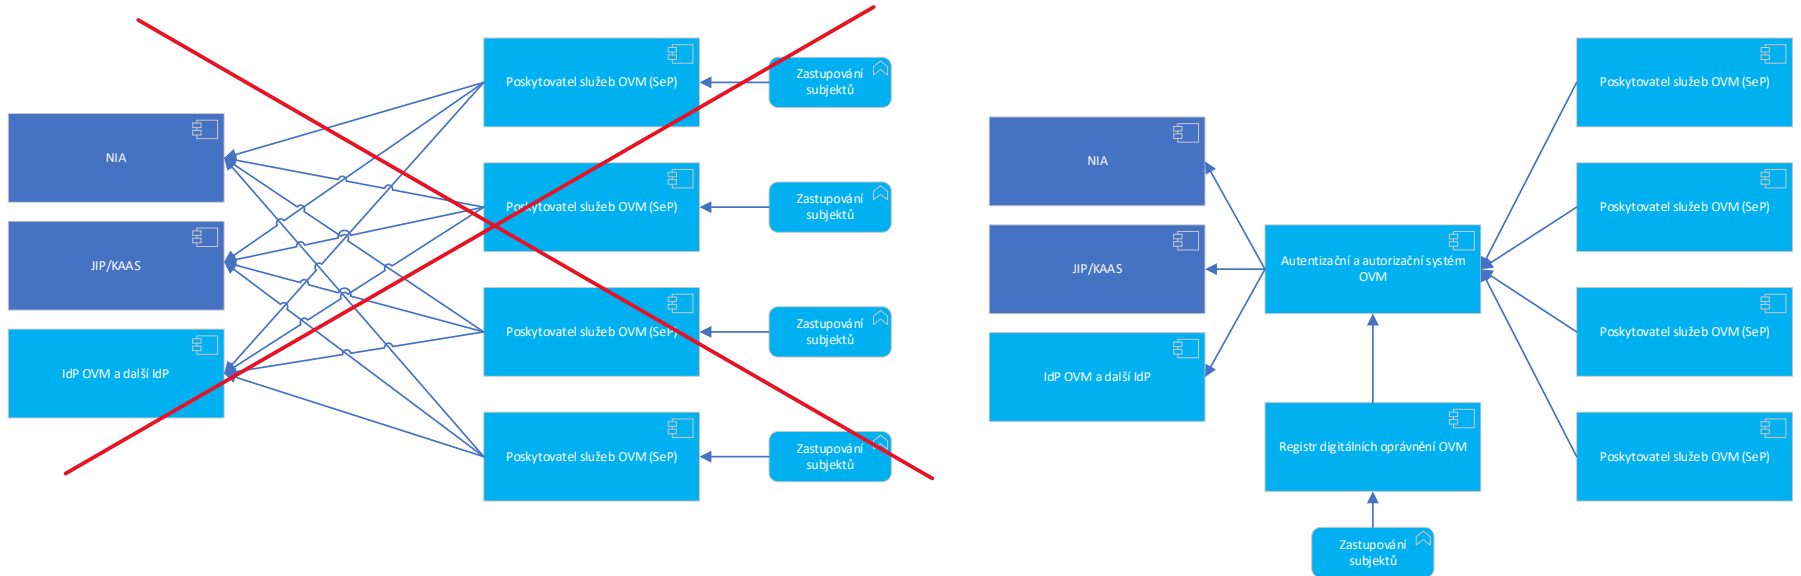 Poskytovatel služeb OVM (SeP)
Zastupování
subjektů
NIA
Poskytovatel služeb OVM (SeP)
Zastupování
subjektů
JIP/KAAS
Poskytovatel služeb OVM (SeP)
Zastupování
subjektů
IdP OVM a další IdP
Poskytovatel služeb OVM (SeP)
Zastupování
subjektů
NIA
JIP/KAAS
IdP OVM a další IdP
Autentizační a autorizační systém
OVM
Registr digitálních oprávnění OVM
Zastupování
subjektů
Poskytovatel služeb OVM (SeP)
Poskytovatel služeb OVM (SeP)
Poskytovatel služeb OVM (SeP)
Poskytovatel služeb OVM (SeP)